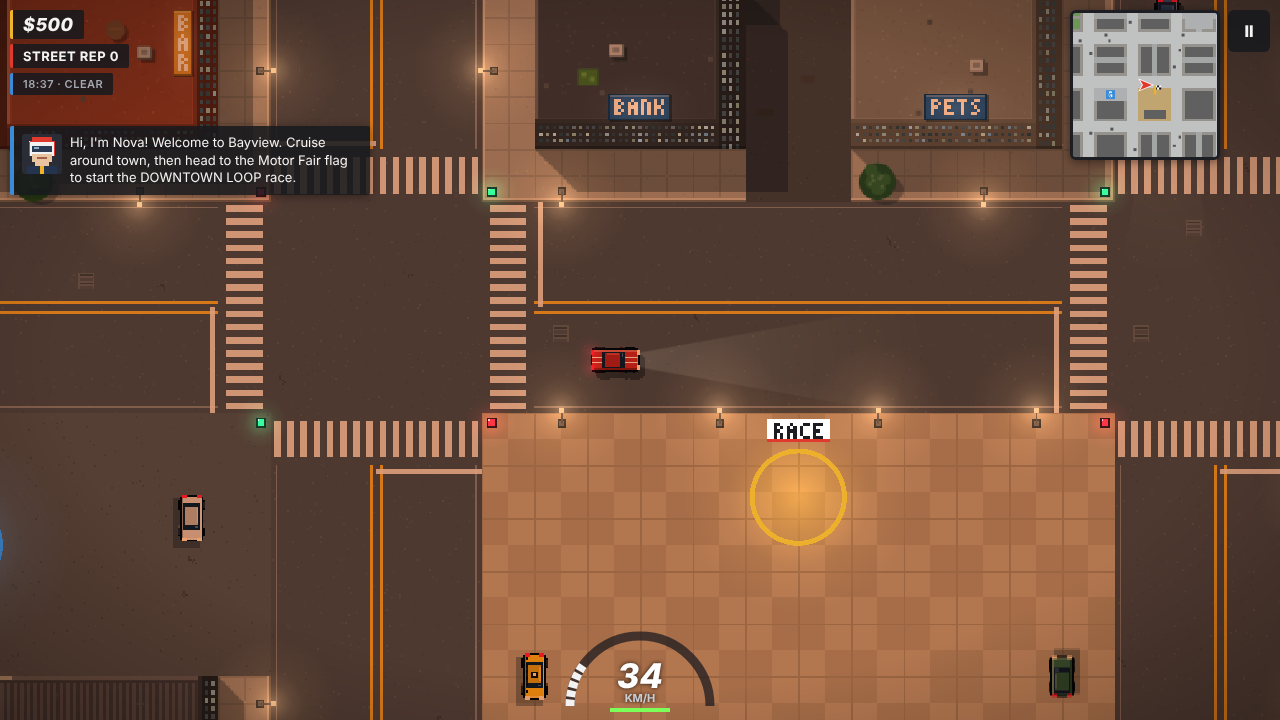 $500
STREET REP 0
18:37 · CLEAR
Hi, I'm Nova! Welcome to Bayview. Cruise
around town, then head to the Motor Fair flag
to start the DOWNTOWN LOOP race.
BAR
BANK
PETS
RACE
34
KM/H